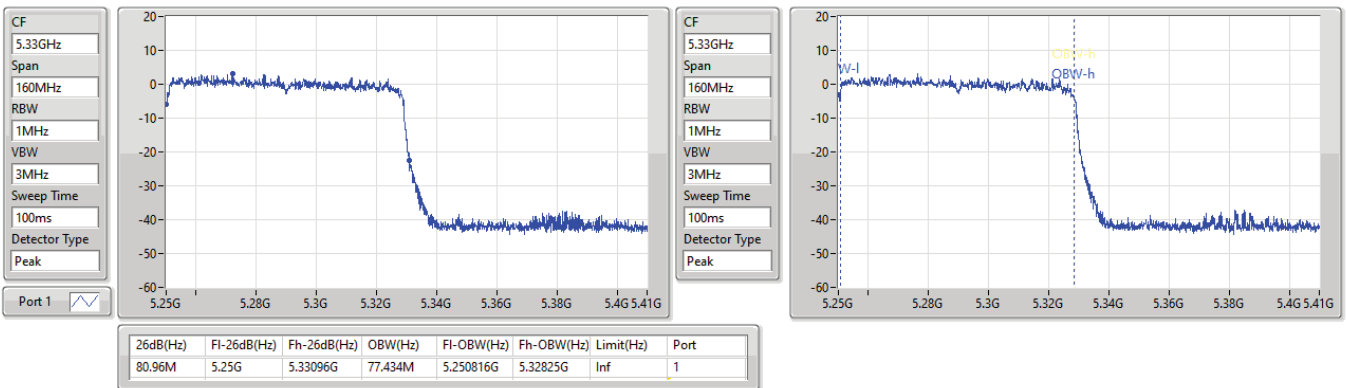 CF
5.33GHz
Span
160MHz
RBW
1MHz
VBW
3MHz
Sweep Time
100ms
Detector Type
Peak
Port 1
20
10
0
-10
-20
-30
-40
-50
-60
5.25G 5.28G 5.3G 5.32G 5.34G 5.36G 5.38G 5.4G 5.41G
CF
5.33GHz
Span
160MHz
RBW
1MHz
VBW
3MHz
Sweep Time
100ms
Detector Type
Peak
20
10
0
-10
-20
-30
-40
-50
-60
W-l
OBW-h
OBW-h
5.25G 5.28G 5.3G 5.32G 5.34G 5.36G 5.38G 5.4G 5.41G
26dB(Hz) Fl-26dB(Hz) Fh-26dB(Hz) OBW(Hz) Fl-OBW(Hz) Fh-OBW(Hz) Limit(Hz) Port
80.96M 5.25G 5.33096G 77.434M 5.250816G 5.32825G Inf 1